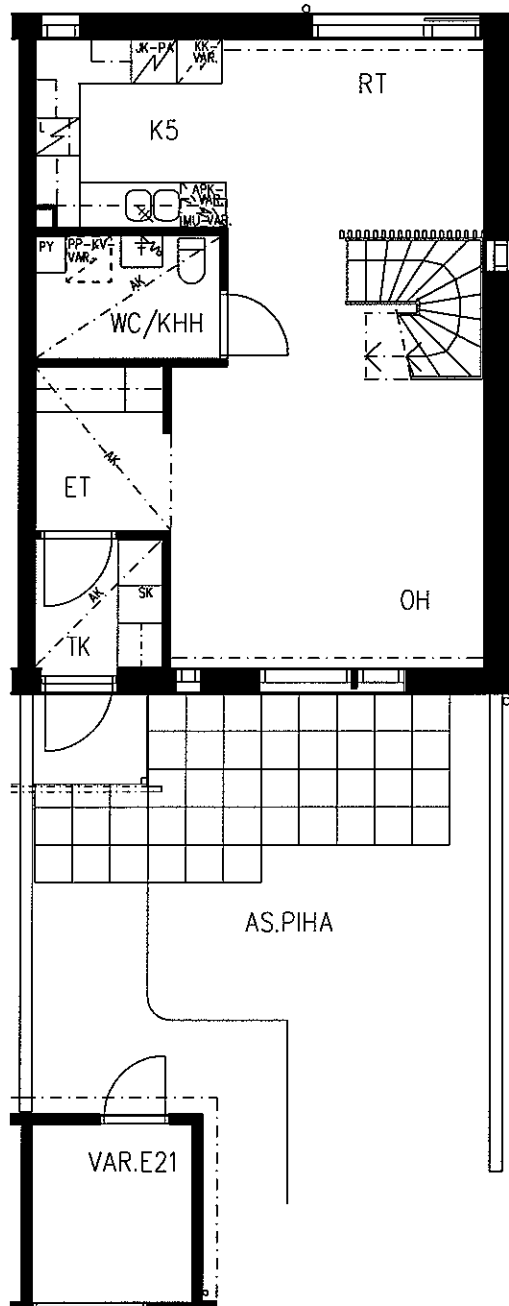 JK-PA
KK-
VAR.
RT
L
K5
APK-
VAR.
MU-VAR.
PY
PP-KV-
VAR.
AK
WC/KHH
AK
ET
AK
SK
TK
OH
AS.PIHA
VAR.E21